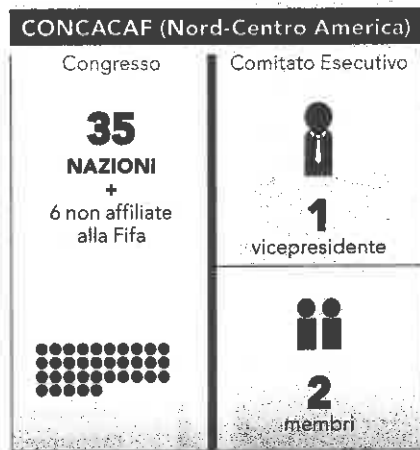 CONCACAF (Nord-Centro America)
Congresso
35
NAZIONI
+
6 non affiliate
alla Fifa
Comitato Esecutivo
1
vicepresidente
2
membri